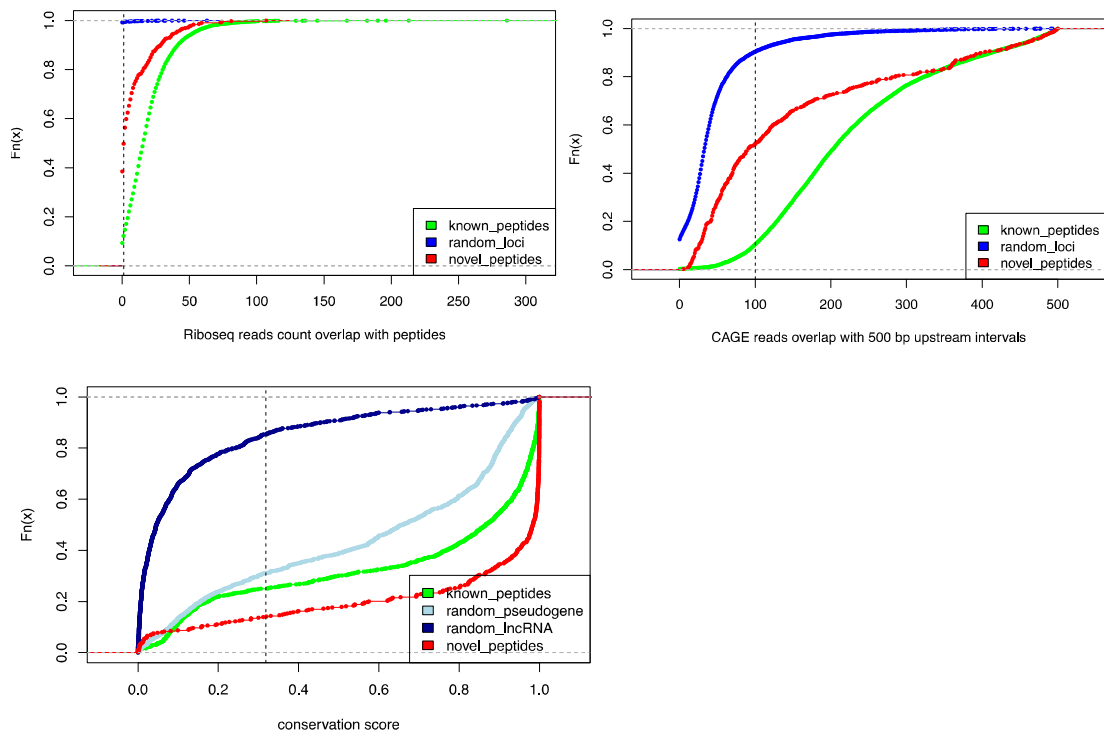 Fn(x)
0.0 0.2 0.4 0.6 0.8 1.0
known_peptides
random_loci
novel_peptides
0 50 100 150 200 250 300
Riboseq reads count overlap with peptides
Fn(x)
0.0 0.2 0.4 0.6 0.8 1.0
known_peptides
random_loci
novel_peptides
0 100 200 300 400 500
CAGE reads overlap with 500 bp upstream intervals
Fn(x)
0.0 0.2 0.4 0.6 0.8 1.0
known_peptides
random_pseudogene
random_lncRNA
novel_peptides
0.0 0.2 0.4 0.6 0.8 1.0
conservation score